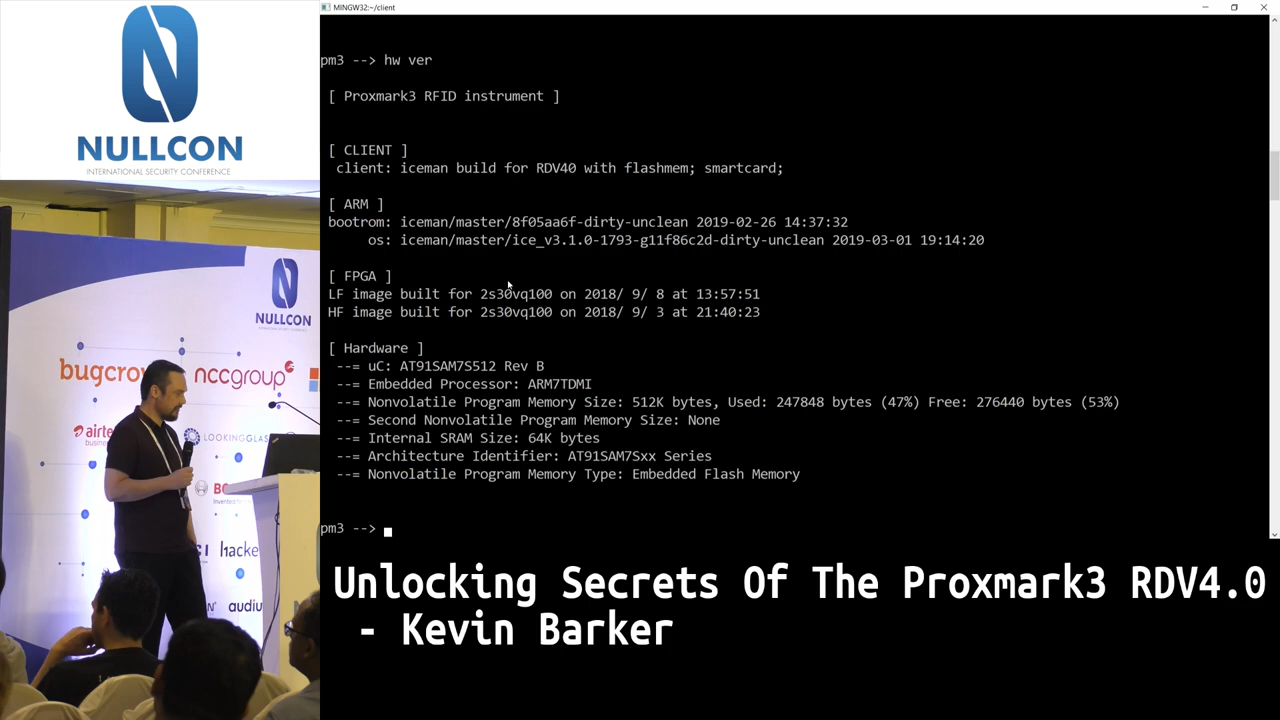 NULLCON
INTERNATIONAL SECURITY CONFERENCE
NULLCON
bugcrow
nccgroup
airte
LOOKINGGLASS
hacke
audiu
MINGW32:~/client
pm3 --> hw ver
[ Proxmark3 RFID instrument ]
[ CLIENT ]
client: iceman build for RDV40 with flashmem; smartcard;
[ ARM ]
bootrom: iceman/master/8f05aa6f-dirty-unclean 2019-02-26 14:37:32
os: iceman/master/ice_v3.1.0-1793-g11f86c2d-dirty-unclean 2019-03-01 19:14:20
[ FPGA ]
LF image built for 2s30vq100 on 2018/ 9/ 8 at 13:57:51
HF image built for 2s30vq100 on 2018/ 9/ 3 at 21:40:23
[ Hardware ]
--= uC: AT91SAM7S512 Rev B
--= Embedded Processor: ARM7TDMI
--= Nonvolatile Program Memory Size: 512K bytes, Used: 247848 bytes (47%) Free: 276440 bytes (53%)
--= Second Nonvolatile Program Memory Size: None
--= Internal SRAM Size: 64K bytes
--= Architecture Identifier: AT91SAM7Sxx Series
--= Nonvolatile Program Memory Type: Embedded Flash Memory
pm3 -->
Unlocking Secrets Of The Proxmark3 RDV4.0
- Kevin Barker